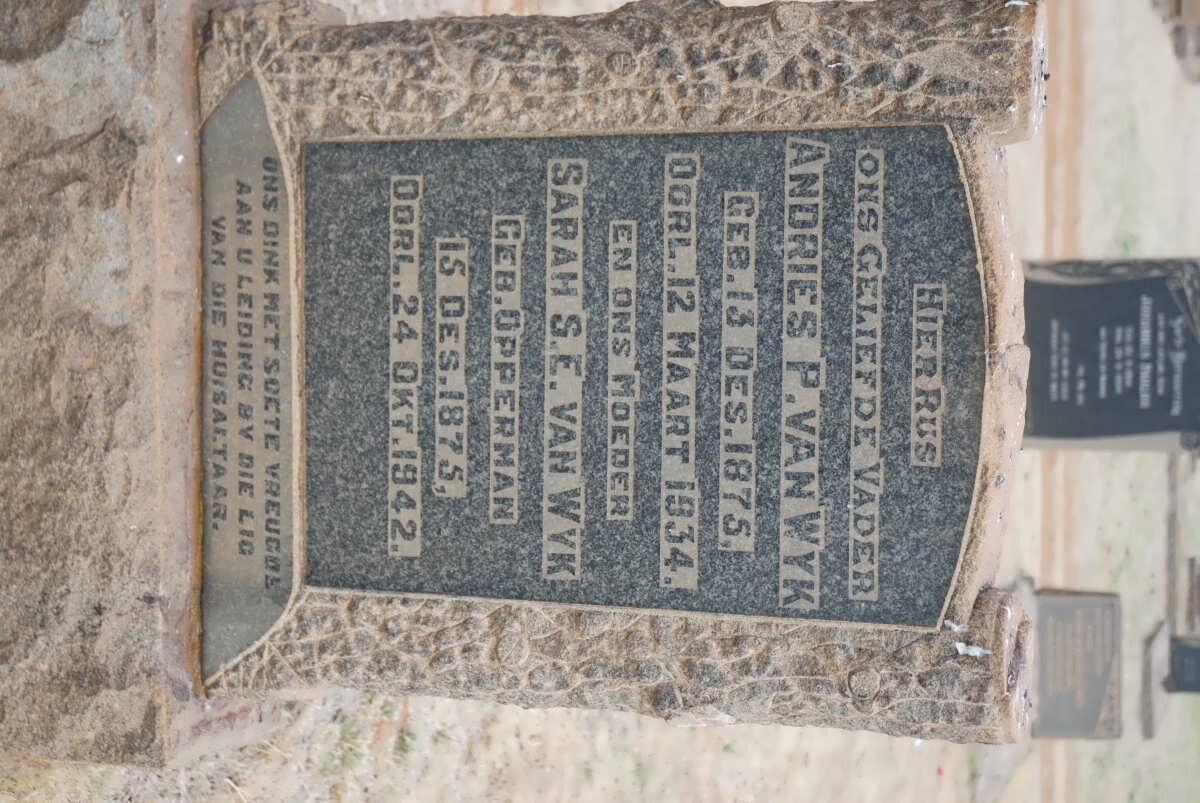 HIER RUS
ONS GELIEFDE VADER
ANDRIES P. VAN WYK
GEB. 13 DES. 1875
OORL. 12 MAART 1934.
EN ONS MOEDER
SARAH S.E. VAN WYK
GEB. OPPERMAN
15 DES. 1875,
OORL. 24 OKT. 1942.
ONS DINK MET SOETE VREUGDE
AAN U LEIDING BY DIE LIG
VAN DIE HUISALTAAR.